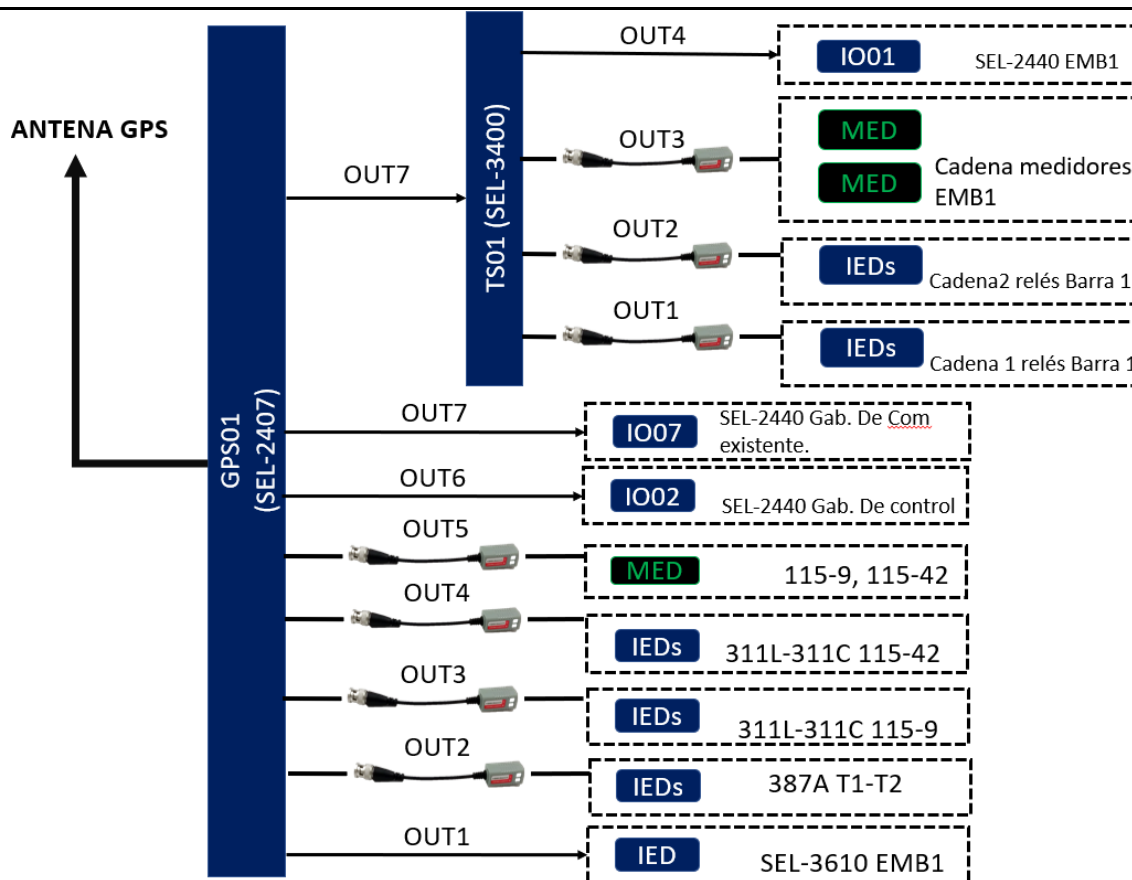 OUT4
IO01
SEL-2440 EMB1
ANTENA GPS
OUT3
MED
MED
Cadena medidores
EMB1
OUT7
TS01 (SEL-3400)
OUT2
IEDs
Cadena2 relés Barra 1
OUT1
IEDs
Cadena 1 relés Barra 1
GPS01
(SEL-2407)
OUT7
IO07
SEL-2440 Gab. De Com
existente.
OUT6
IO02
SEL-2440 Gab. De control
OUT5
MED
115-9, 115-42
OUT4
IEDs
311L-311C 115-42
OUT3
IEDs
311L-311C 115-9
OUT2
IEDs
387A T1-T2
OUT1
IED
SEL-3610 EMB1